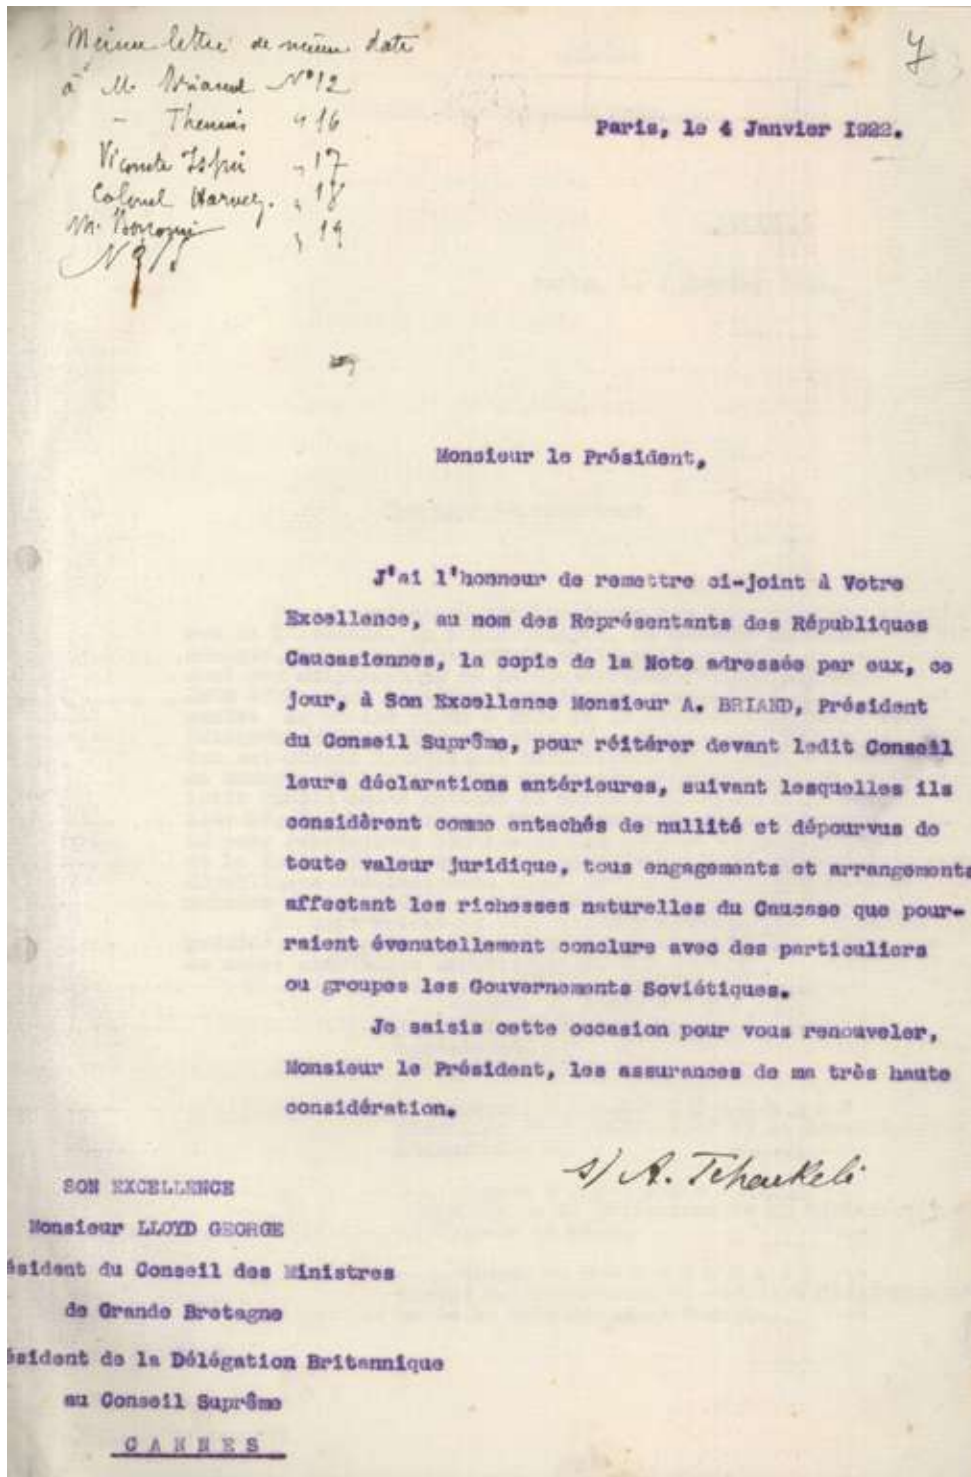 Même lettre de même date
à M. Briand N° 12
- Theunis " 16
Vicomte Ishii " 17
Colonel Harvey. " 18
M. Bonomi " 19
N° 15
7
Paris, le 4 Janvier I922.
Monsieur le Président,
J'ai l'honneur de remettre ci-joint à Votre
Excellence, au nom des Représentants des Républiques
Caucasiennes, la copie de la Note adressée par eux, ce
jour, à Son Excellence Monsieur A. BRIAND, Président
du Conseil Suprême, pour réitérer devant ledit Conseil
leurs déclarations antérieures, suivant lesquelles ils
considèrent comme entachés de nullité et dépourvus de
toute valeur juridique, tous engagements et arrangements
affectant les richesses naturelles du Caucase que pour-
raient évenutellement conclure avec des particuliers
ou groupes les Gouvernements Soviétiques.
Je saisis cette occasion pour vous renouveler,
Monsieur le Président, les assurances de ma très haute
considération.
s/ A. Tchenkeli
SON EXCELLENCE
Monsieur LLOYD GEORGE
ésident du Conseil des Ministres
de Grande Bretagne
ésident de la Délégation Britannique
au Conseil Suprême
CANNES